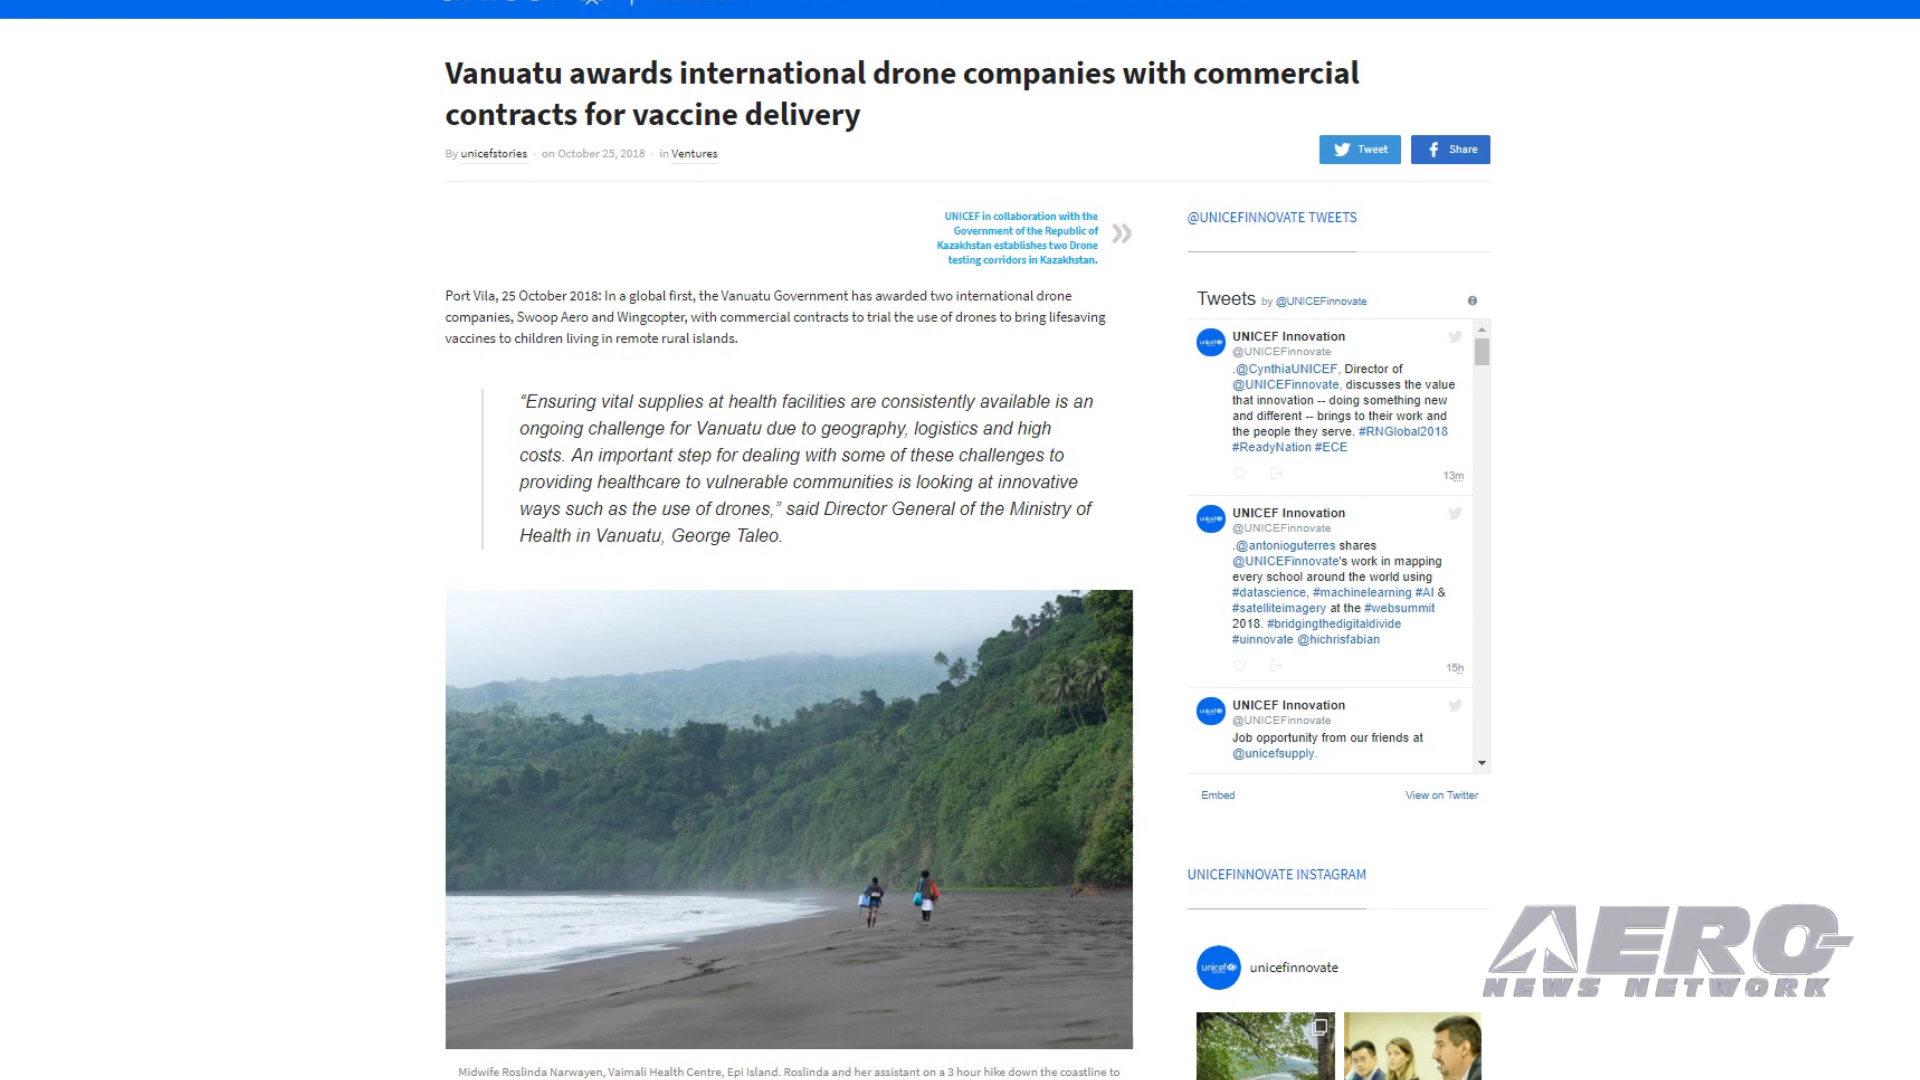 Vanuatu awards international drone companies with commercial
contracts for vaccine delivery
By unicefstories · on October 25, 2018 · in Ventures
Tweet
Share
UNICEF in collaboration with the
Government of the Republic of
Kazakhstan establishes two Drone
testing corridors in Kazakhstan.
»
Port Vila, 25 October 2018: In a global first, the Vanuatu Government has awarded two international drone
companies, Swoop Aero and Wingcopter, with commercial contracts to trial the use of drones to bring lifesaving
vaccines to children living in remote rural islands.
“Ensuring vital supplies at health facilities are consistently available is an
ongoing challenge for Vanuatu due to geography, logistics and high
costs. An important step for dealing with some of these challenges to
providing healthcare to vulnerable communities is looking at innovative
ways such as the use of drones,” said Director General of the Ministry of
Health in Vanuatu, George Taleo.
Midwife Roslinda Narwayen, Vaimali Health Centre, Epi Island. Roslinda and her assistant on a 3 hour hike down the coastline to
@UNICEFINNOVATE TWEETS
Tweets by @UNICEFinnovate
unicef
UNICEF Innovation
@UNICEFinnovate
.@CynthiaUNICEF, Director of
@UNICEFinnovate, discusses the value
that innovation -- doing something new
and different -- brings to their work and
the people they serve. #RNGlobal2018
#ReadyNation #ECE
13m
unicef
UNICEF Innovation
@UNICEFinnovate
.@antonioguterres shares
@UNICEFinnovate's work in mapping
every school around the world using
#datascience, #machinelearning #AI &
#satelliteimagery at the #websummit
2018. #bridgingthedigitaldivide
#uinnovate @hichrisfabian
15h
unicef
UNICEF Innovation
@UNICEFinnovate
Job opportunity from our friends at
@unicefsupply.
Embed
View on Twitter
UNICEFINNOVATE INSTAGRAM
unicef
unicefinnovate
AERO-
NEWS NETWORK